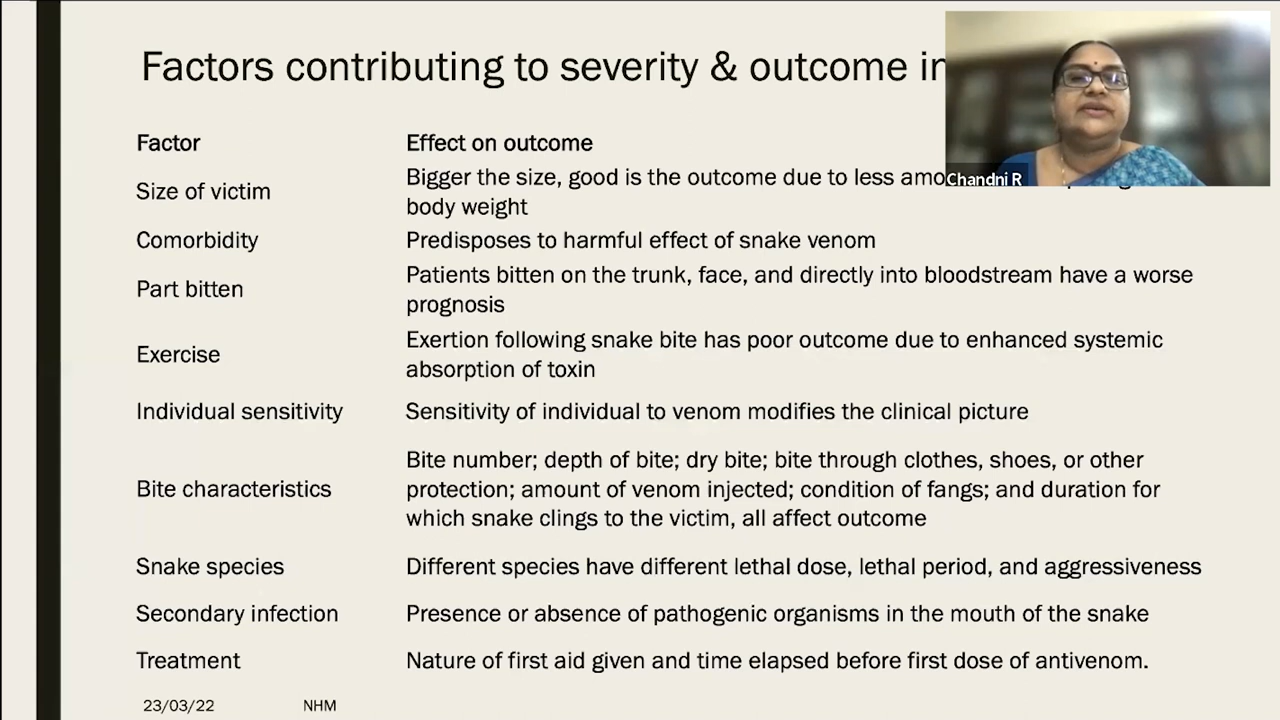 Factors contributing to severity & outcome in
Factor
Effect on outcome
Size of victim
Bigger the size, good is the outcome due to less
body weight
Comorbidity
Predisposes to harmful effect of snake venom
Part bitten
Patients bitten on the trunk, face, and directly into bloodstream have a worse
prognosis
Exercise
Exertion following snake bite has poor outcome due to enhanced systemic
absorption of toxin
Individual sensitivity
Sensitivity of individual to venom modifies the clinical picture
Bite characteristics
Bite number; depth of bite; dry bite; bite through clothes, shoes, or other
protection; amount of venom injected; condition of fangs; and duration for
which snake clings to the victim, all affect outcome
Snake species
Different species have different lethal dose, lethal period, and aggressiveness
Secondary infection
Presence or absence of pathogenic organisms in the mouth of the snake
Treatment
Nature of first aid given and time elapsed before first dose of antivenom.
23/03/22
NHM
Chandni R